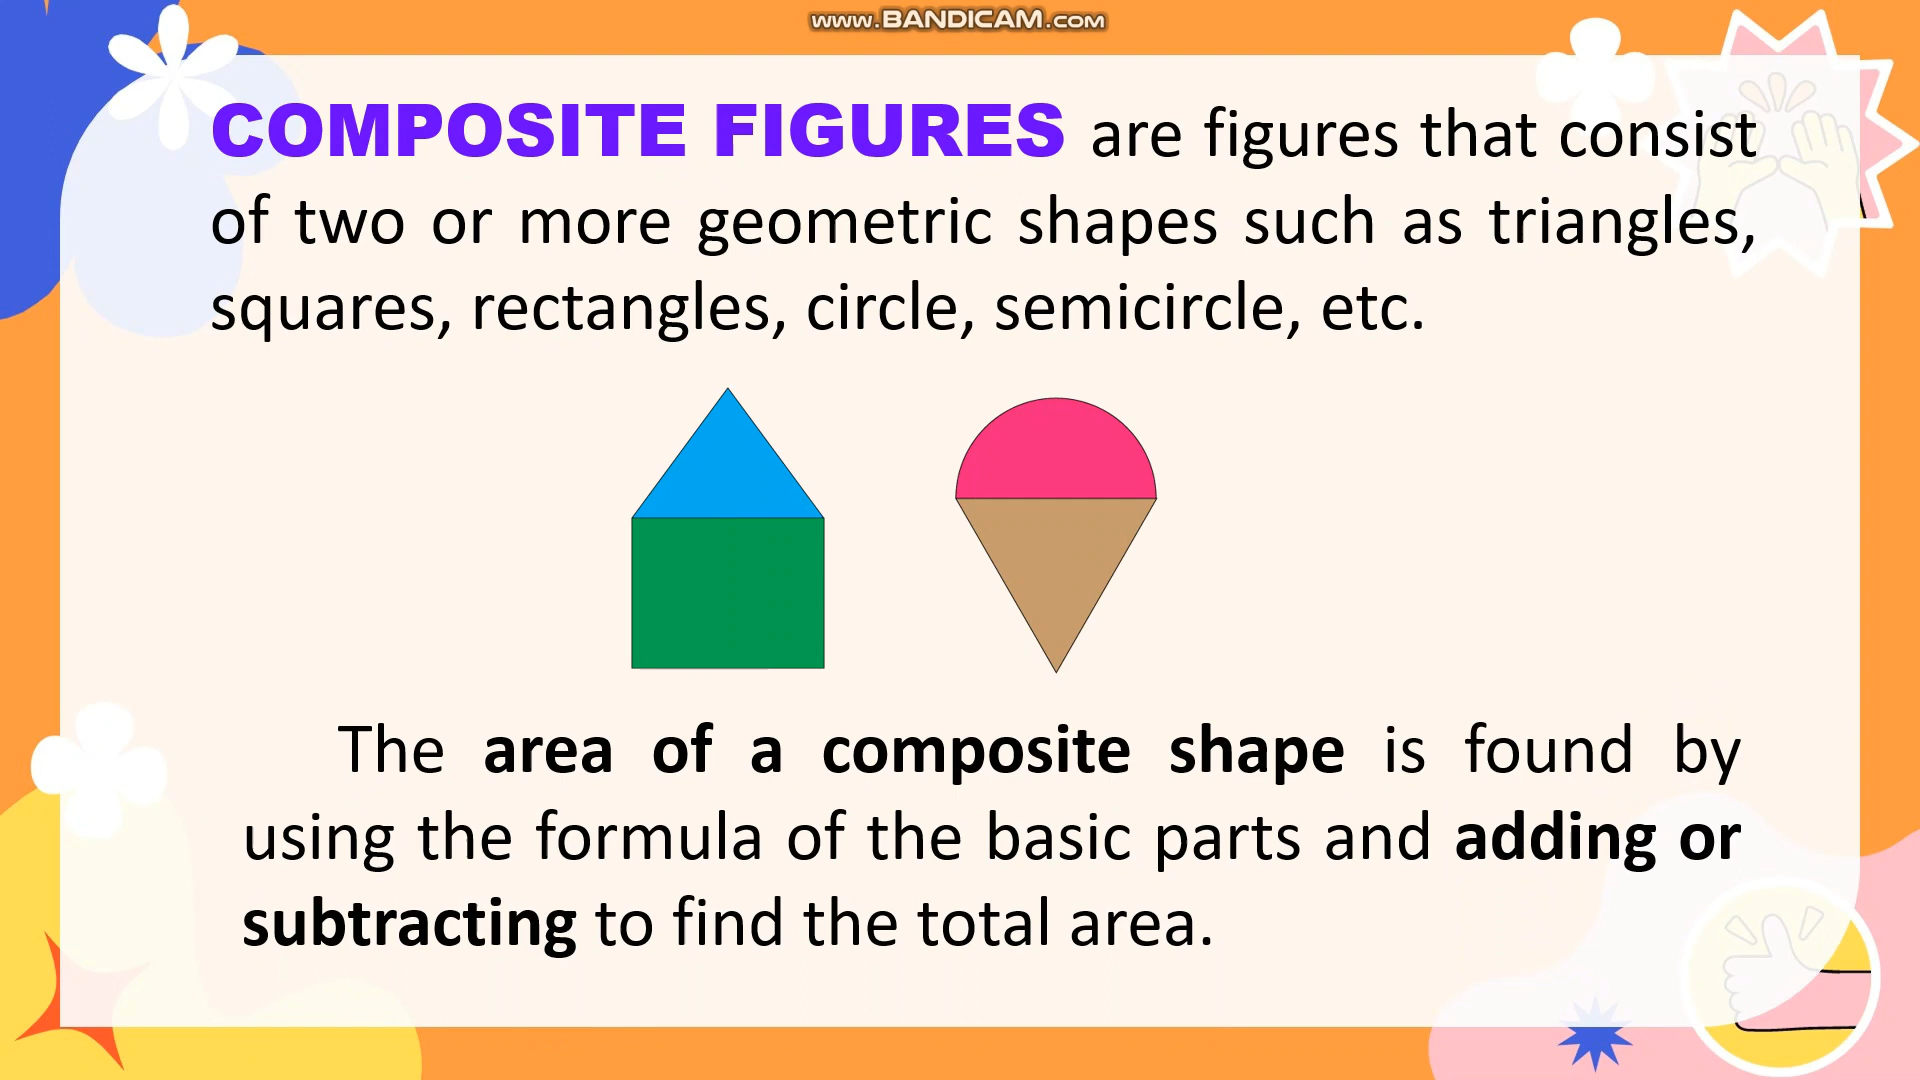 www.BANDICAM.com
COMPOSITE FIGURES are figures that consist
of two or more geometric shapes such as triangles,
squares, rectangles, circle, semicircle, etc.
The area of a composite shape is found by
using the formula of the basic parts and adding or
subtracting to find the total area.